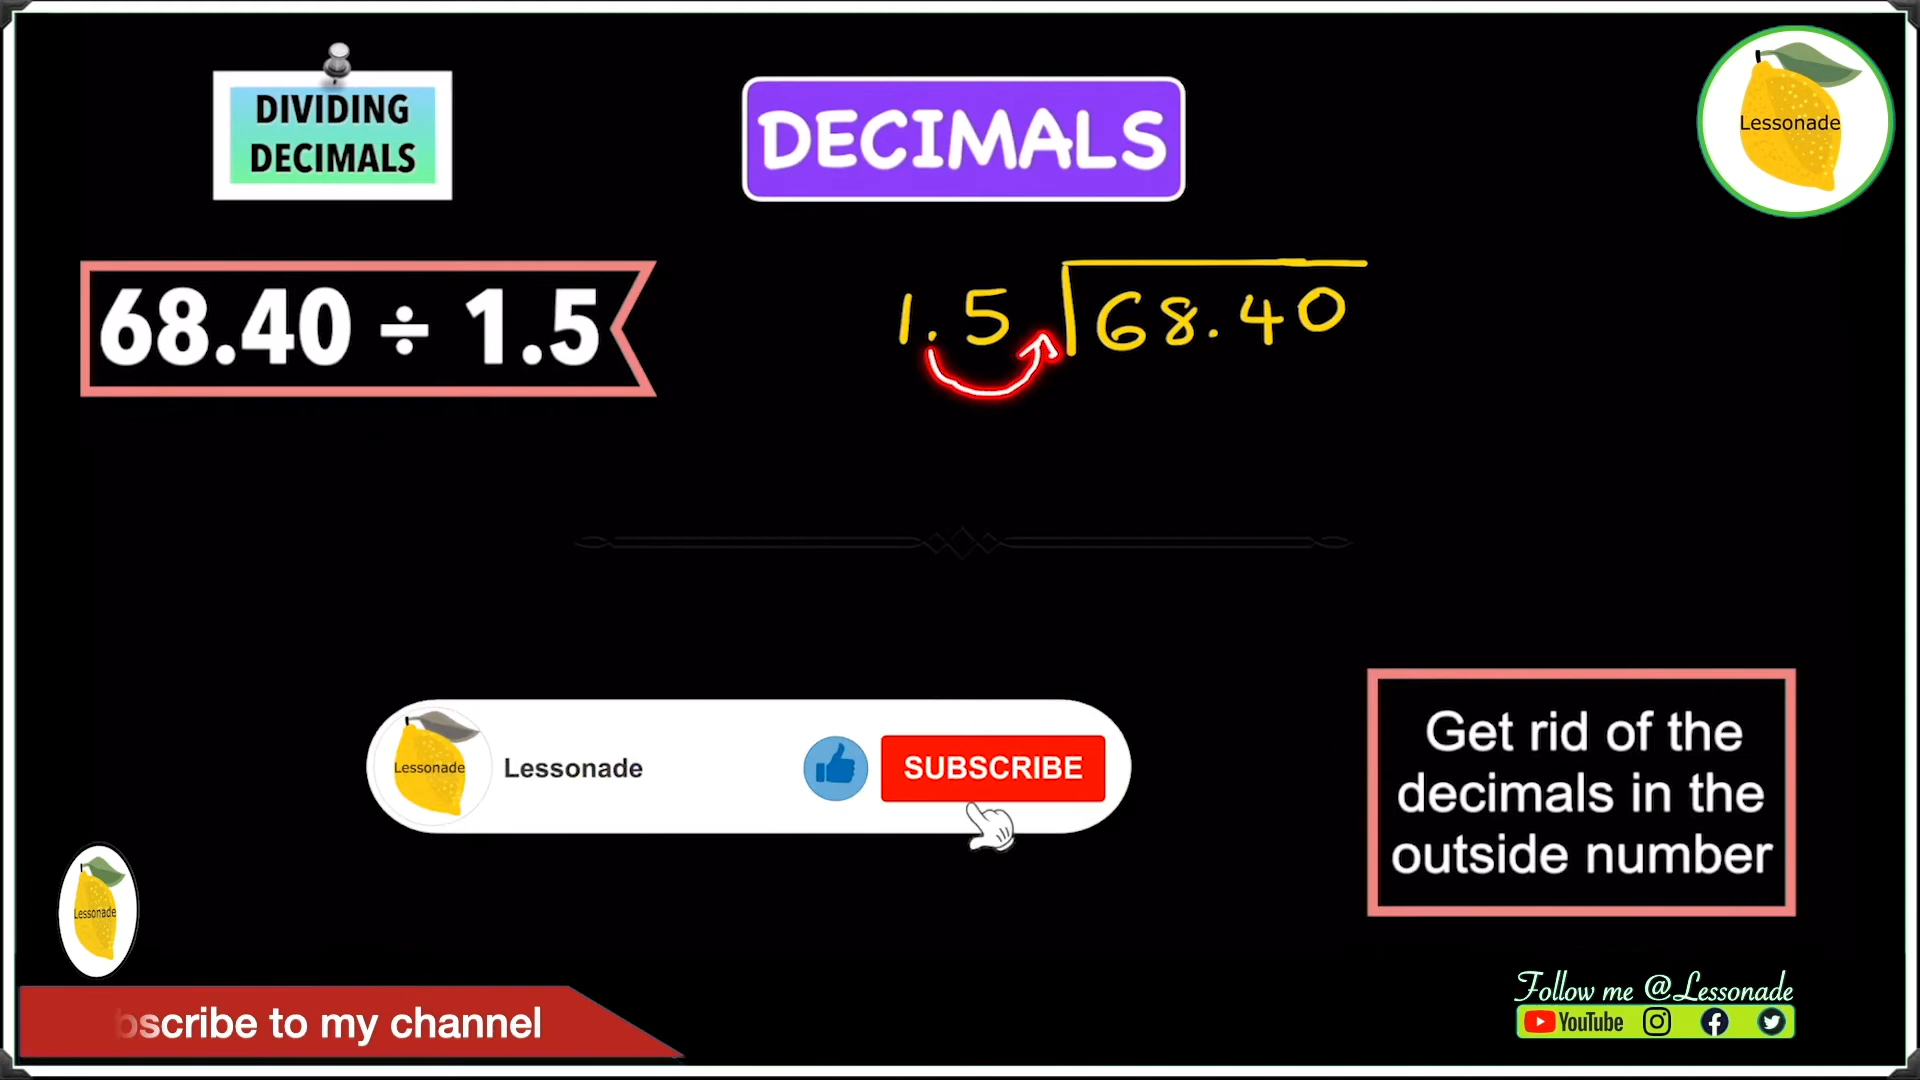 DIVIDING
DECIMALS
DECIMALS
Lessonade
68.40 ÷ 1.5
1.5 68.40
Lessonade
Lessonade
SUBSCRIBE
Get rid of the
decimals in the
outside number
Lessonade
bscribe to my channel
Follow me @Lessonade
YouTube